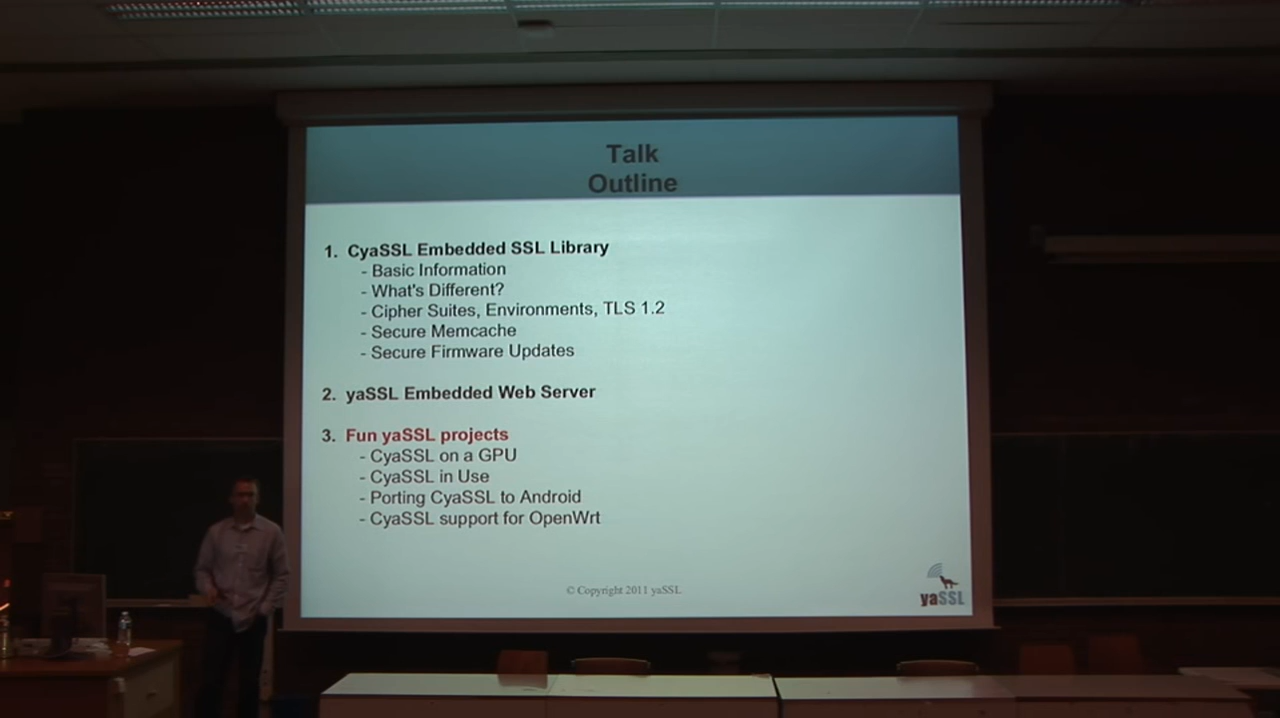 Talk
Outline
1. CyaSSL Embedded SSL Library
- Basic Information
- What's Different?
- Cipher Suites, Environments, TLS 1.2
- Secure Memcache
- Secure Firmware Updates
2. yaSSL Embedded Web Server
3. Fun yaSSL projects
- CyaSSL on a GPU
- CyaSSL in Use
- Porting CyaSSL to Android
- CyaSSL support for OpenWrt
© Copyright 2011 yaSSL
yaSSL